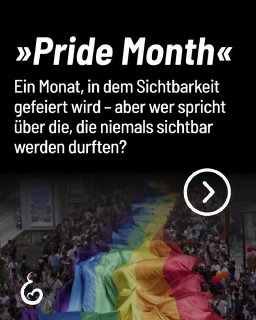 »Pride Month«
Ein Monat, in dem Sichtbarkeit
gefeiert wird – aber wer spricht
über die, die niemals sichtbar
werden durften?